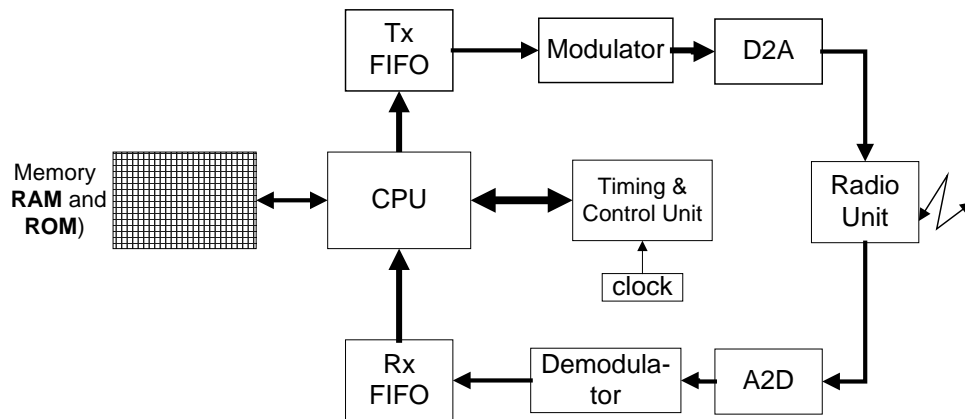 Tx
FIFO
Modulator
D2A
Memory
RAM and
ROM)
CPU
Timing &
Control Unit
Radio
Unit
clock
Rx
FIFO
Demodula-
tor
A2D